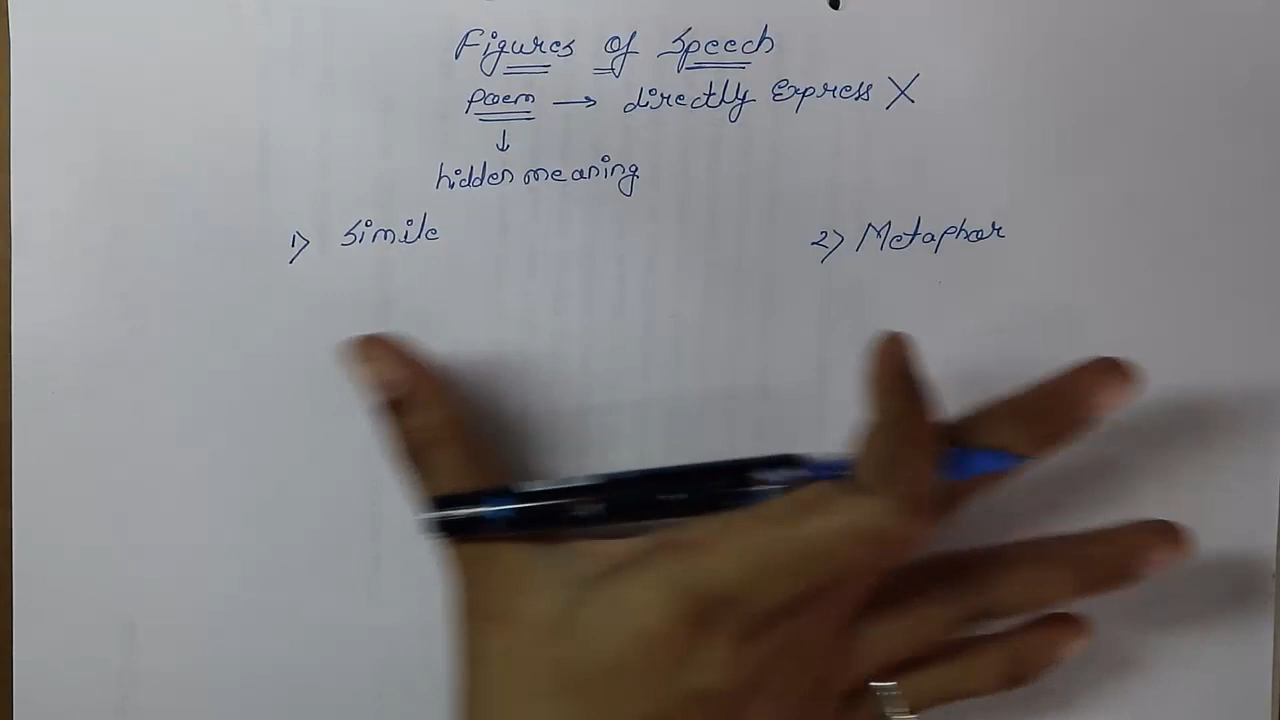 Figures of Speech
Poem → directly Express X
↓
hidden meaning
1) Simile
2) Metaphor